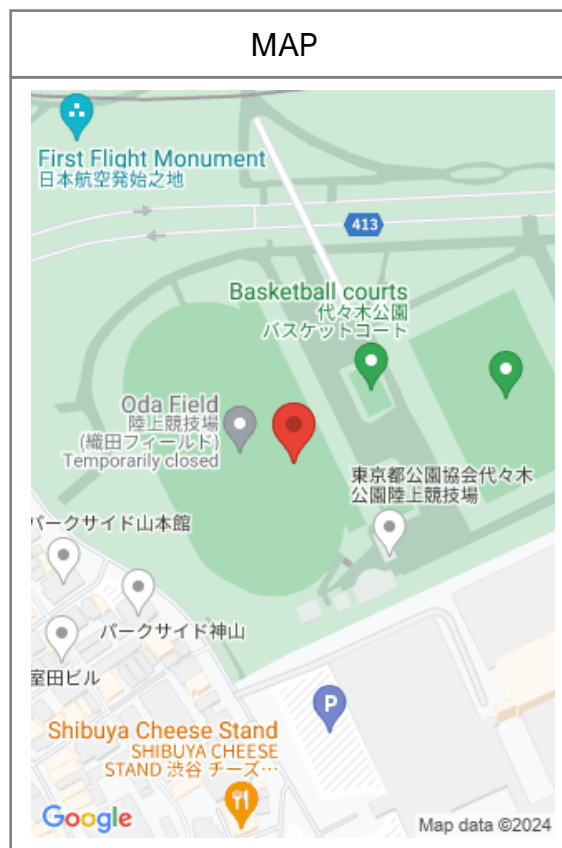 MAP
First Flight Monument
日本航空発始之地
413
Basketball courts
代々木公園
バスケットコート
Oda Field
陸上競技場
(織田フィールド)
Temporarily closed
東京都公園協会代々木
公園陸上競技場
パークサイド山本館
パークサイド神山
室田ビル
P
Shibuya Cheese Stand
SHIBUYA CHEESE
STAND 渋谷 チーズ…
Google
Map data ©2024